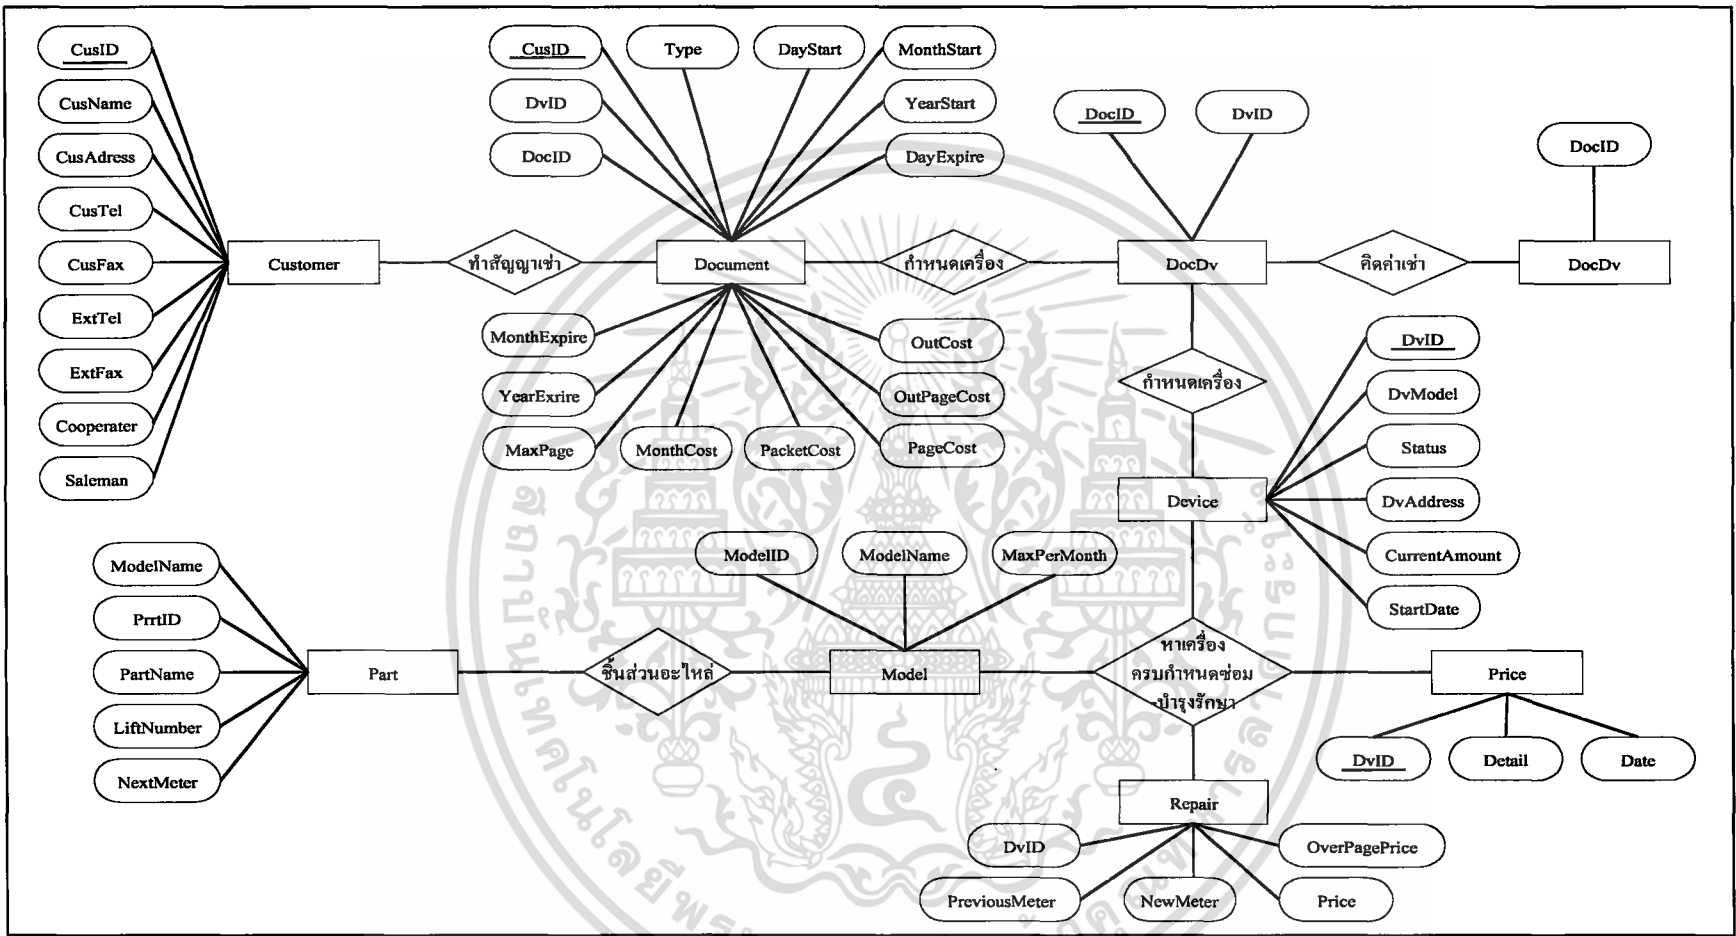 CusID
CusName
CusAdress
CusTel
CusFax
ExtTel
ExtFax
Cooperater
Saleman
Customer
ทำสัญญาเช่า
CusID
Type
DayStart
MonthStart
DvID
YearStart
DocID
DayExpire
Document
MonthExpire
OutCost
YearExrire
OutPageCost
MaxPage
MonthCost
PacketCost
PageCost
กำหนดเครื่อง
DocID
DvID
DocDv
คิดค่าเช่า
DocID
DocDv
กำหนดเครื่อง
DvID
DvModel
Status
DvAddress
CurrentAmount
StartDate
Device
ModelName
PrrtID
PartName
LiftNumber
NextMeter
Part
ชิ้นส่วนอะไหล่
ModelID
ModelName
MaxPerMonth
Model
หาเครื่อง
ครบกำหนดซ่อม
-บำรุงรักษา
Price
DvID
Detail
Date
Repair
DvID
OverPagePrice
PreviousMeter
NewMeter
Price